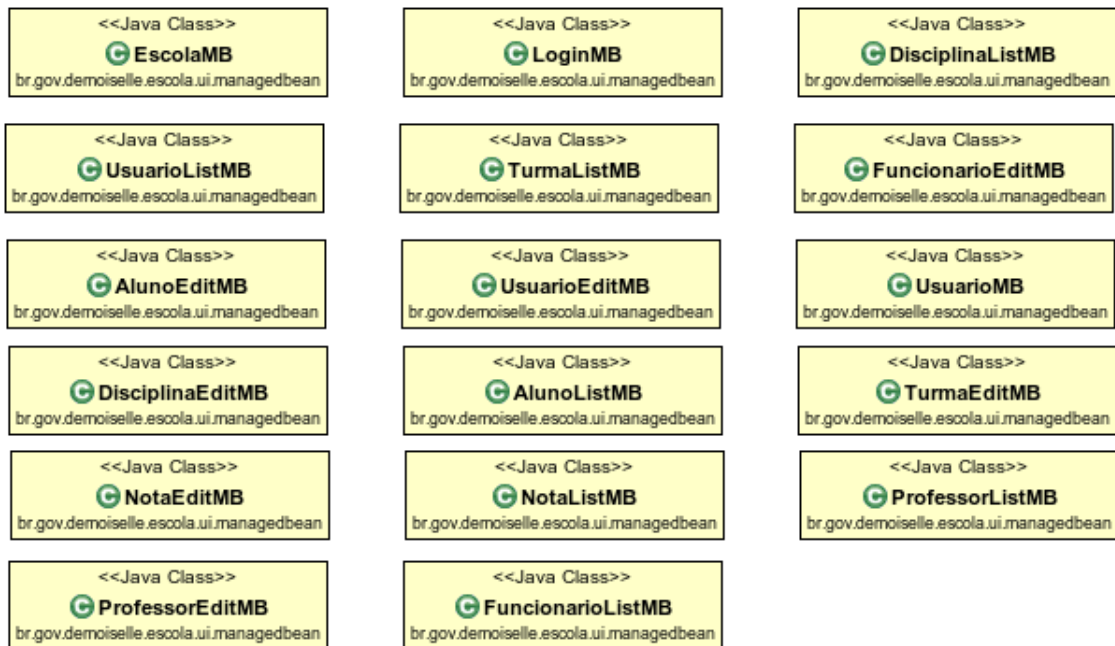 <<Java Class>>
EscolaMB
br.gov.demoiselle.escola.ui.managedbean
<<Java Class>>
LoginMB
br.gov.demoiselle.escola.ui.managedbean
<<Java Class>>
DisciplinaListMB
br.gov.demoiselle.escola.ui.managedbean
<<Java Class>>
UsuarioListMB
br.gov.demoiselle.escola.ui.managedbean
<<Java Class>>
TurmaListMB
br.gov.demoiselle.escola.ui.managedbean
<<Java Class>>
FuncionarioEditMB
br.gov.demoiselle.escola.ui.managedbean
<<Java Class>>
AlunoEditMB
br.gov.demoiselle.escola.ui.managedbean
<<Java Class>>
UsuarioEditMB
br.gov.demoiselle.escola.ui.managedbean
<<Java Class>>
UsuarioMB
br.gov.demoiselle.escola.ui.managedbean
<<Java Class>>
DisciplinaEditMB
br.gov.demoiselle.escola.ui.managedbean
<<Java Class>>
AlunoListMB
br.gov.demoiselle.escola.ui.managedbean
<<Java Class>>
TurmaEditMB
br.gov.demoiselle.escola.ui.managedbean
<<Java Class>>
NotaEditMB
br.gov.demoiselle.escola.ui.managedbean
<<Java Class>>
NotaListMB
br.gov.demoiselle.escola.ui.managedbean
<<Java Class>>
ProfessorListMB
br.gov.demoiselle.escola.ui.managedbean
<<Java Class>>
ProfessorEditMB
br.gov.demoiselle.escola.ui.managedbean
<<Java Class>>
FuncionarioListMB
br.gov.demoiselle.escola.ui.managedbean